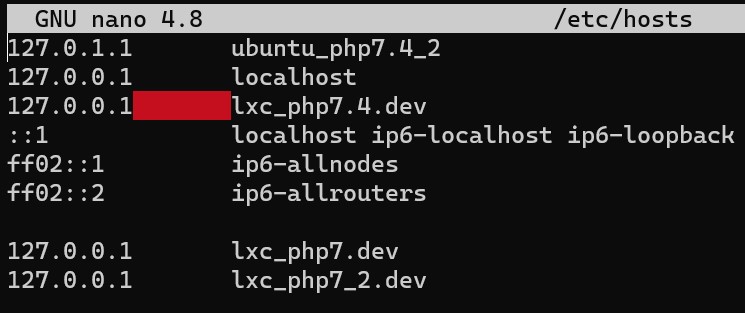 GNU nano 4.8 /etc/hosts
127.0.1.1 ubuntu_php7.4_2
127.0.0.1 localhost
127.0.0.1 lxc_php7.4.dev
::1 localhost ip6-localhost ip6-loopback
ff02::1 ip6-allnodes
ff02::2 ip6-allrouters
127.0.0.1 lxc_php7.dev
127.0.0.1 lxc_php7_2.dev